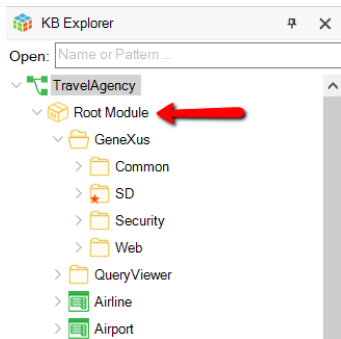 KB Explorer
Open: Name or Pattern ...
TravelAgency
Root Module
GeneXus
Common
SD
Security
Web
QueryViewer
Airline
Airport